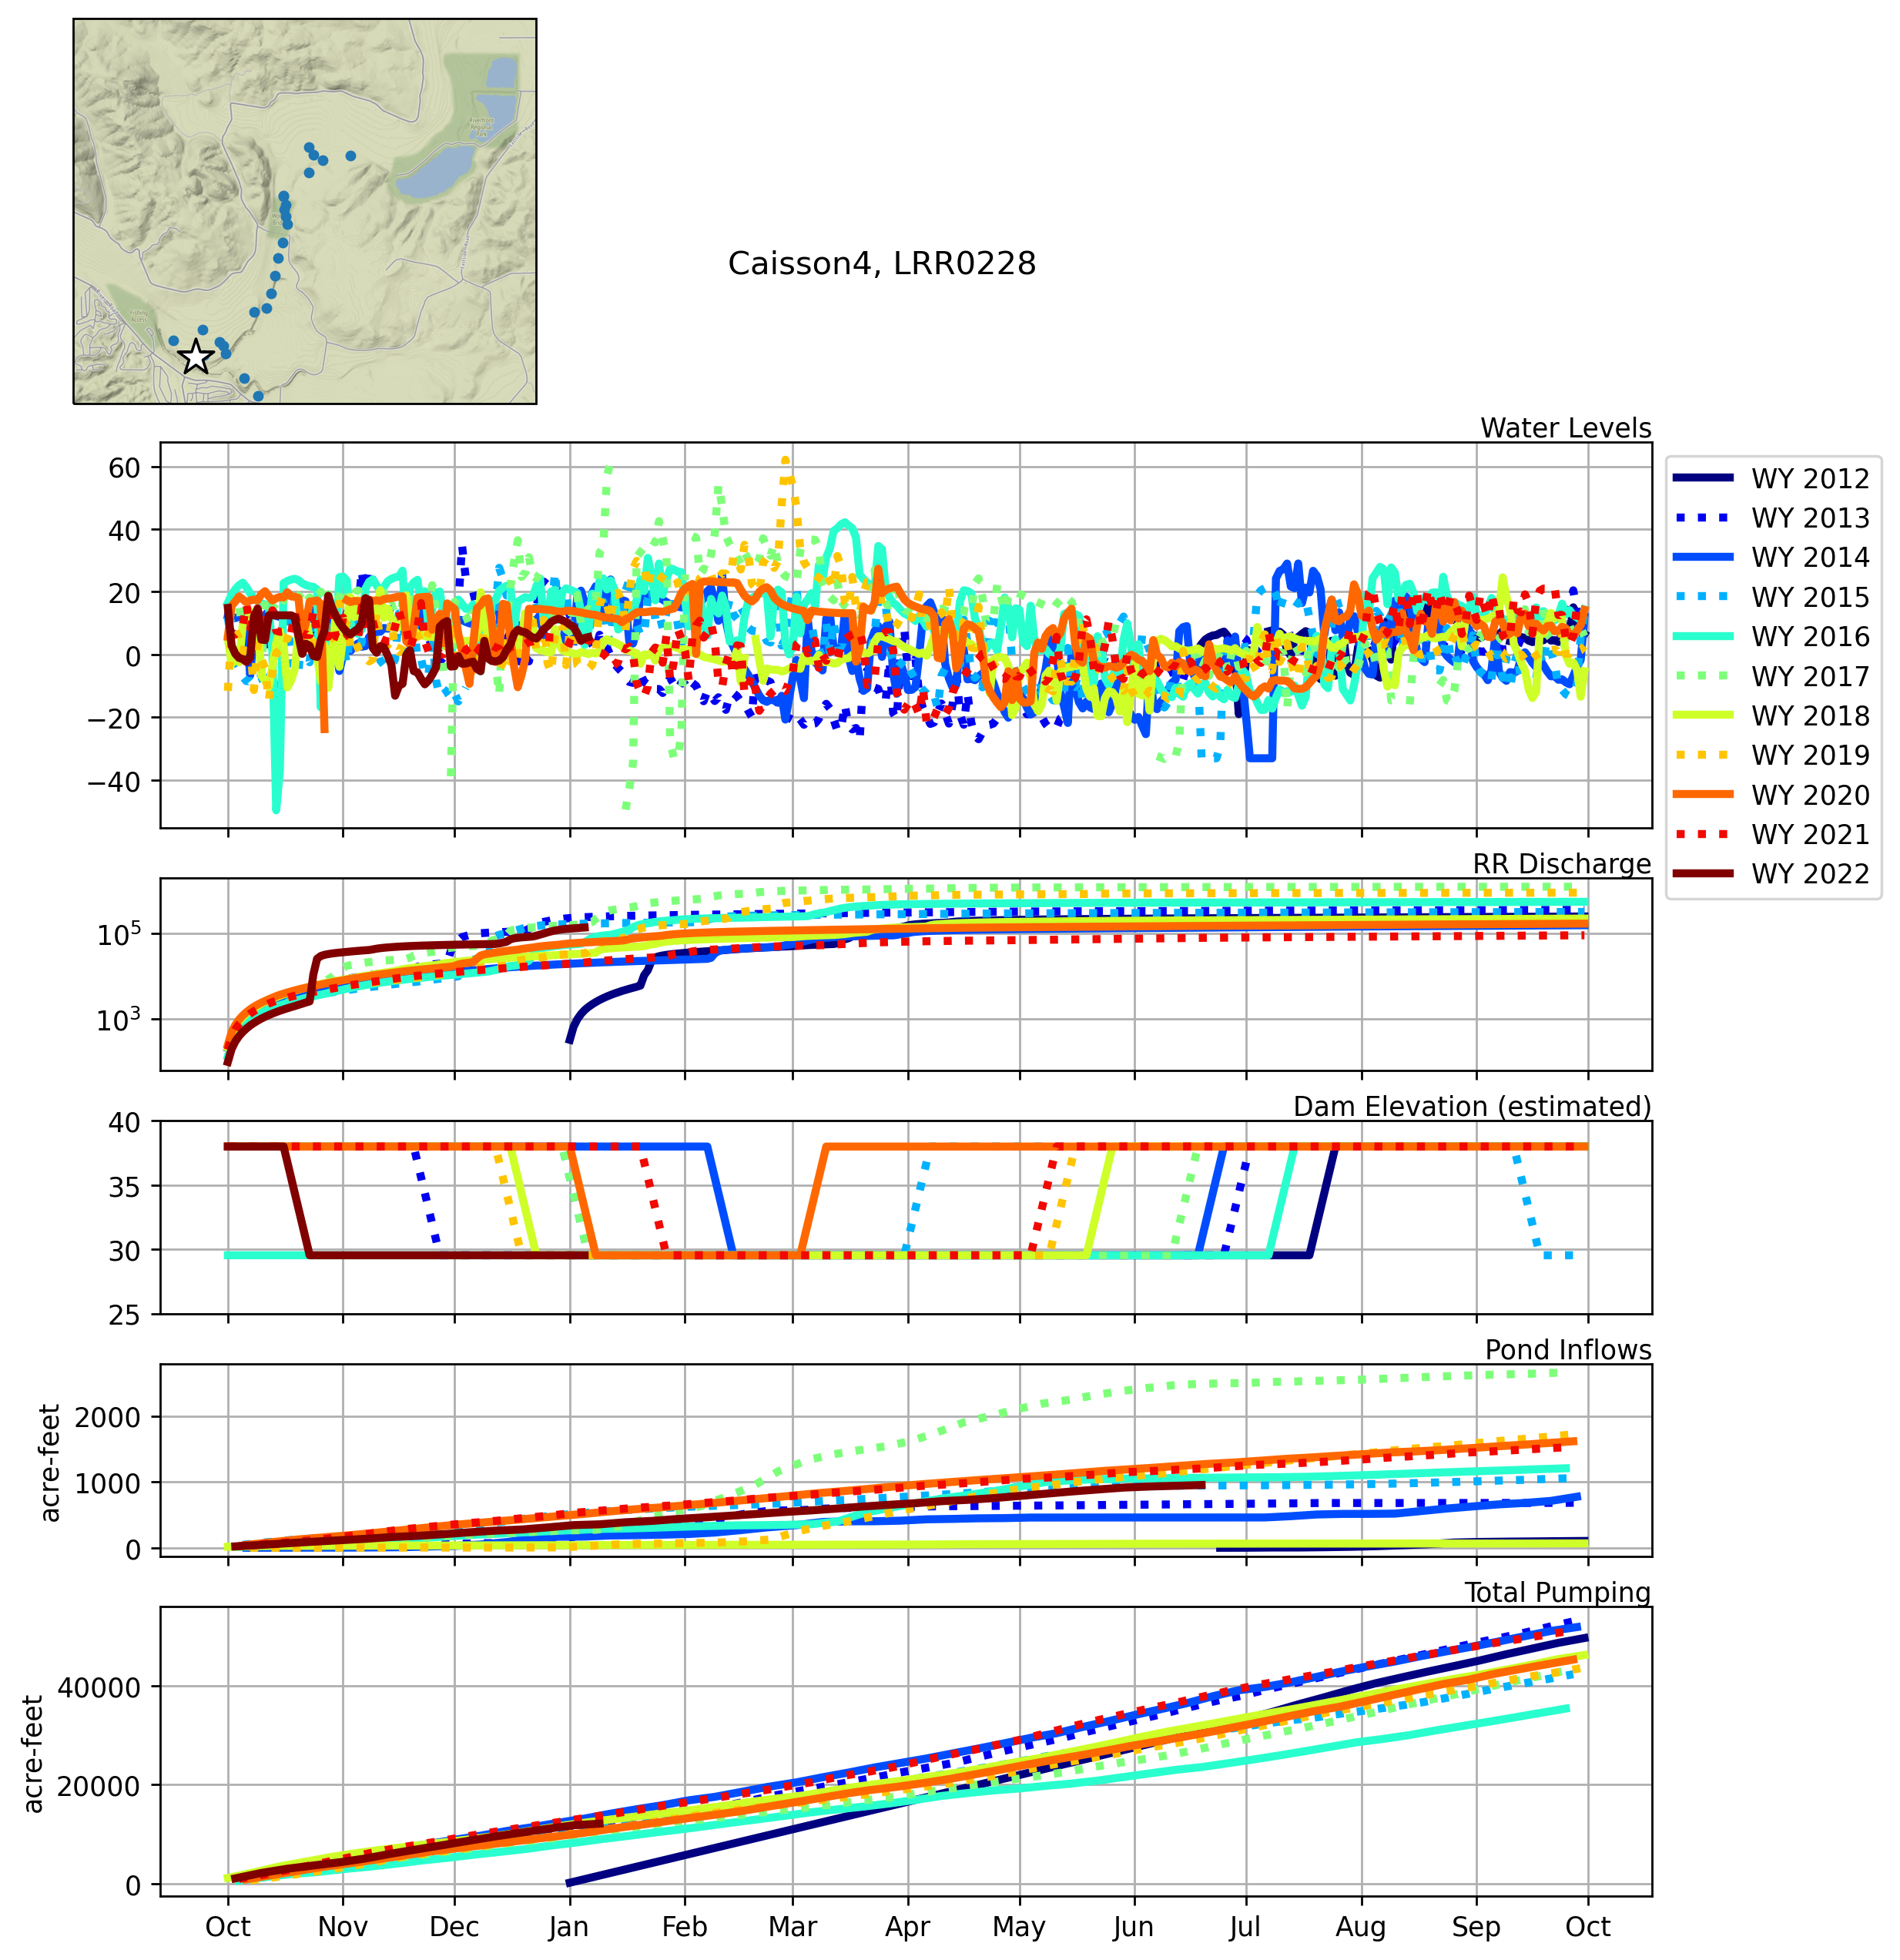 Caisson4, LRR0228
Water Levels
60
40
20
0
−20
−40
WY 2012
WY 2013
WY 2014
WY 2015
WY 2016
WY 2017
WY 2018
WY 2019
WY 2020
WY 2021
WY 2022
RR Discharge
10^5
10^3
Dam Elevation (estimated)
40
35
30
25
Pond Inflows
acre-feet
2000
1000
0
Total Pumping
acre-feet
40000
20000
0
Oct Nov Dec Jan Feb Mar Apr May Jun Jul Aug Sep Oct